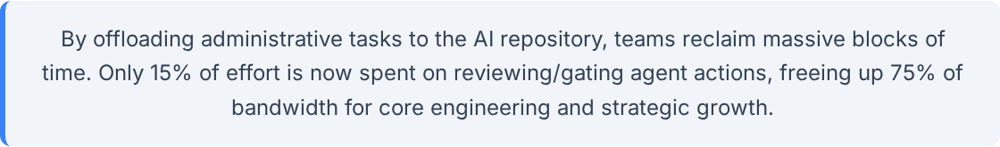 By offloading administrative tasks to the AI repository, teams reclaim massive blocks of
time. Only 15% of effort is now spent on reviewing/gating agent actions, freeing up 75% of
bandwidth for core engineering and strategic growth.